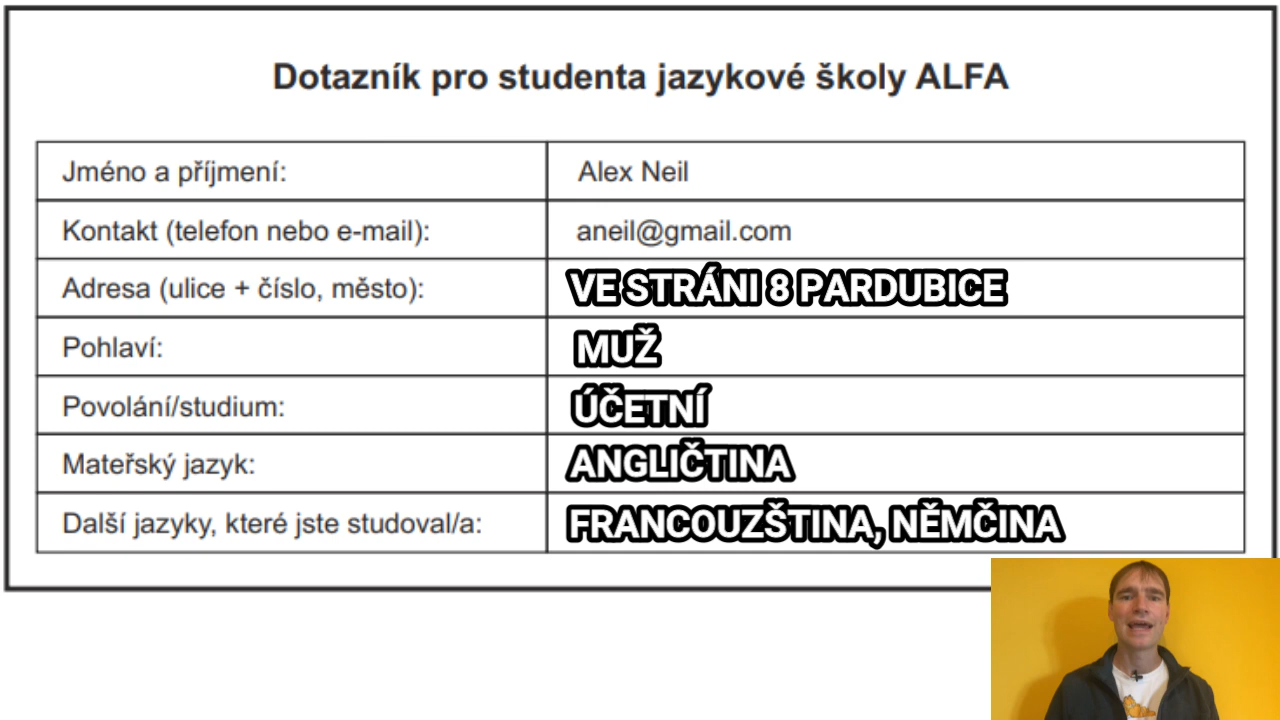 Dotazník pro studenta jazykové školy ALFA
Jméno a příjmení: Alex Neil
Kontakt (telefon nebo e-mail): aneil@gmail.com
Adresa (ulice + číslo, město): VE STRÁNI 8 PARDUBICE
Pohlaví: MUŽ
Povolání/studium: ÚČETNÍ
Mateřský jazyk: ANGLIČTINA
Další jazyky, které jste studoval/a: FRANCOUZŠTINA, NĚMČINA